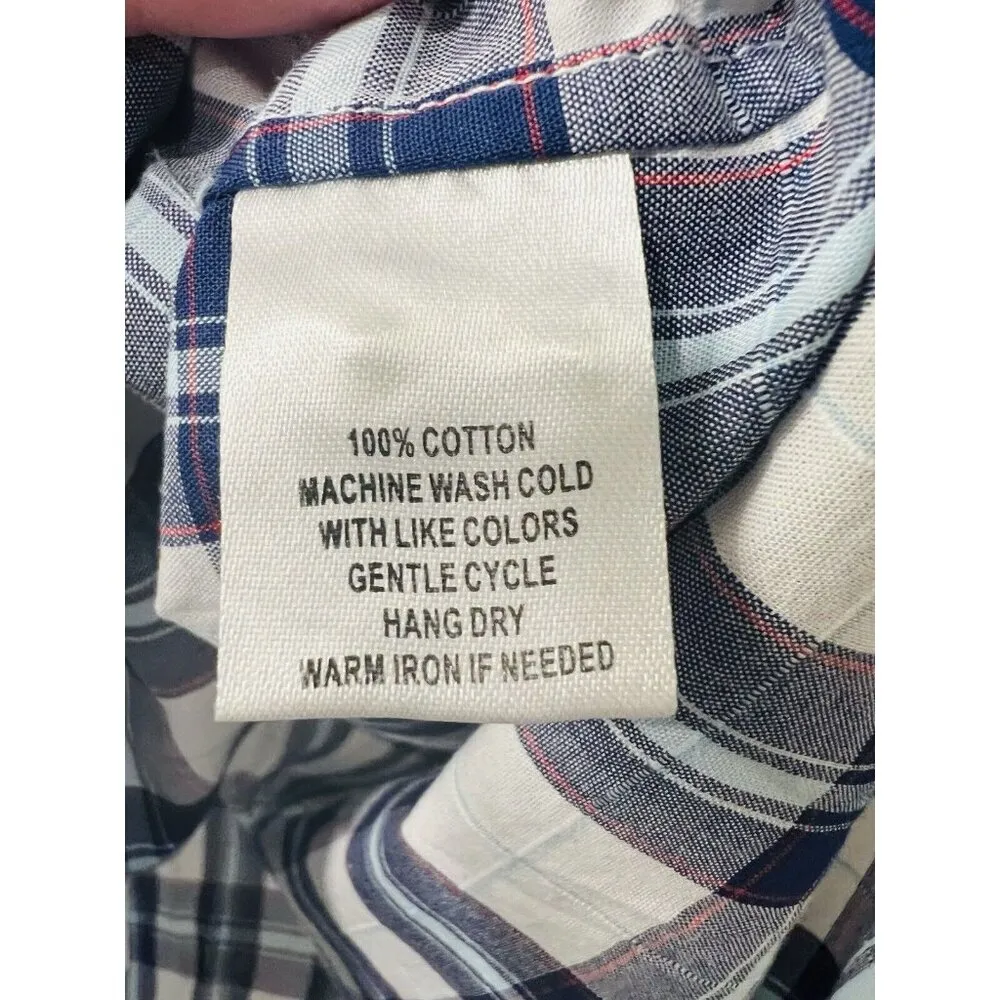 100% COTTON
MACHINE WASH COLD
WITH LIKE COLORS
GENTLE CYCLE
HANG DRY
WARM IRON IF NEEDED